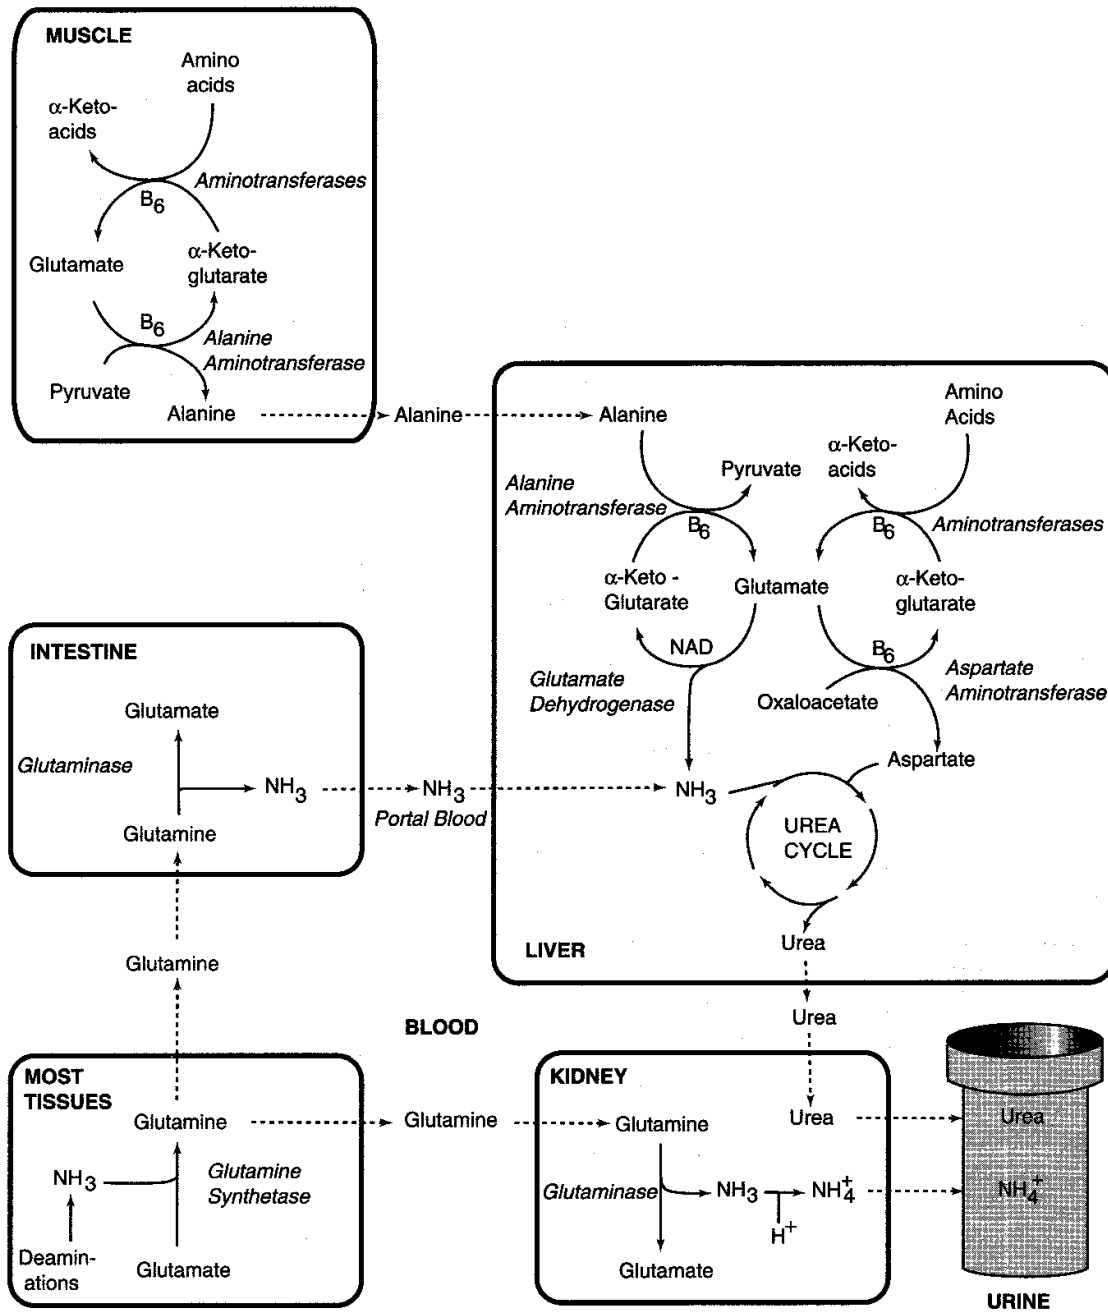 MUSCLE
Amino
acids
α-Keto-
acids
Aminotransferases
B6
Glutamate
α-Keto-
glutarate
B6
Alanine
Aminotransferase
Pyruvate
Alanine
Alanine
LIVER
Alanine
Amino
Acids
Pyruvate
α-Keto-
acids
Alanine
Aminotransferase
B6
B6
Aminotransferases
α-Keto -
Glutarate
Glutamate
α-Keto-
glutarate
NAD
B6
Glutamate
Dehydrogenase
Oxaloacetate
Aspartate
Aminotransferase
Aspartate
NH3
UREA
CYCLE
Urea
INTESTINE
Glutamate
Glutaminase
NH3
Glutamine
NH3
Portal Blood
Glutamine
BLOOD
Urea
MOST
TISSUES
Glutamine
NH3
Glutamine
Synthetase
Deamin-
ations
Glutamate
Glutamine
KIDNEY
Glutamine
Urea
Glutaminase
NH3
NH4+
H+
Glutamate
Urea
NH4+
URINE